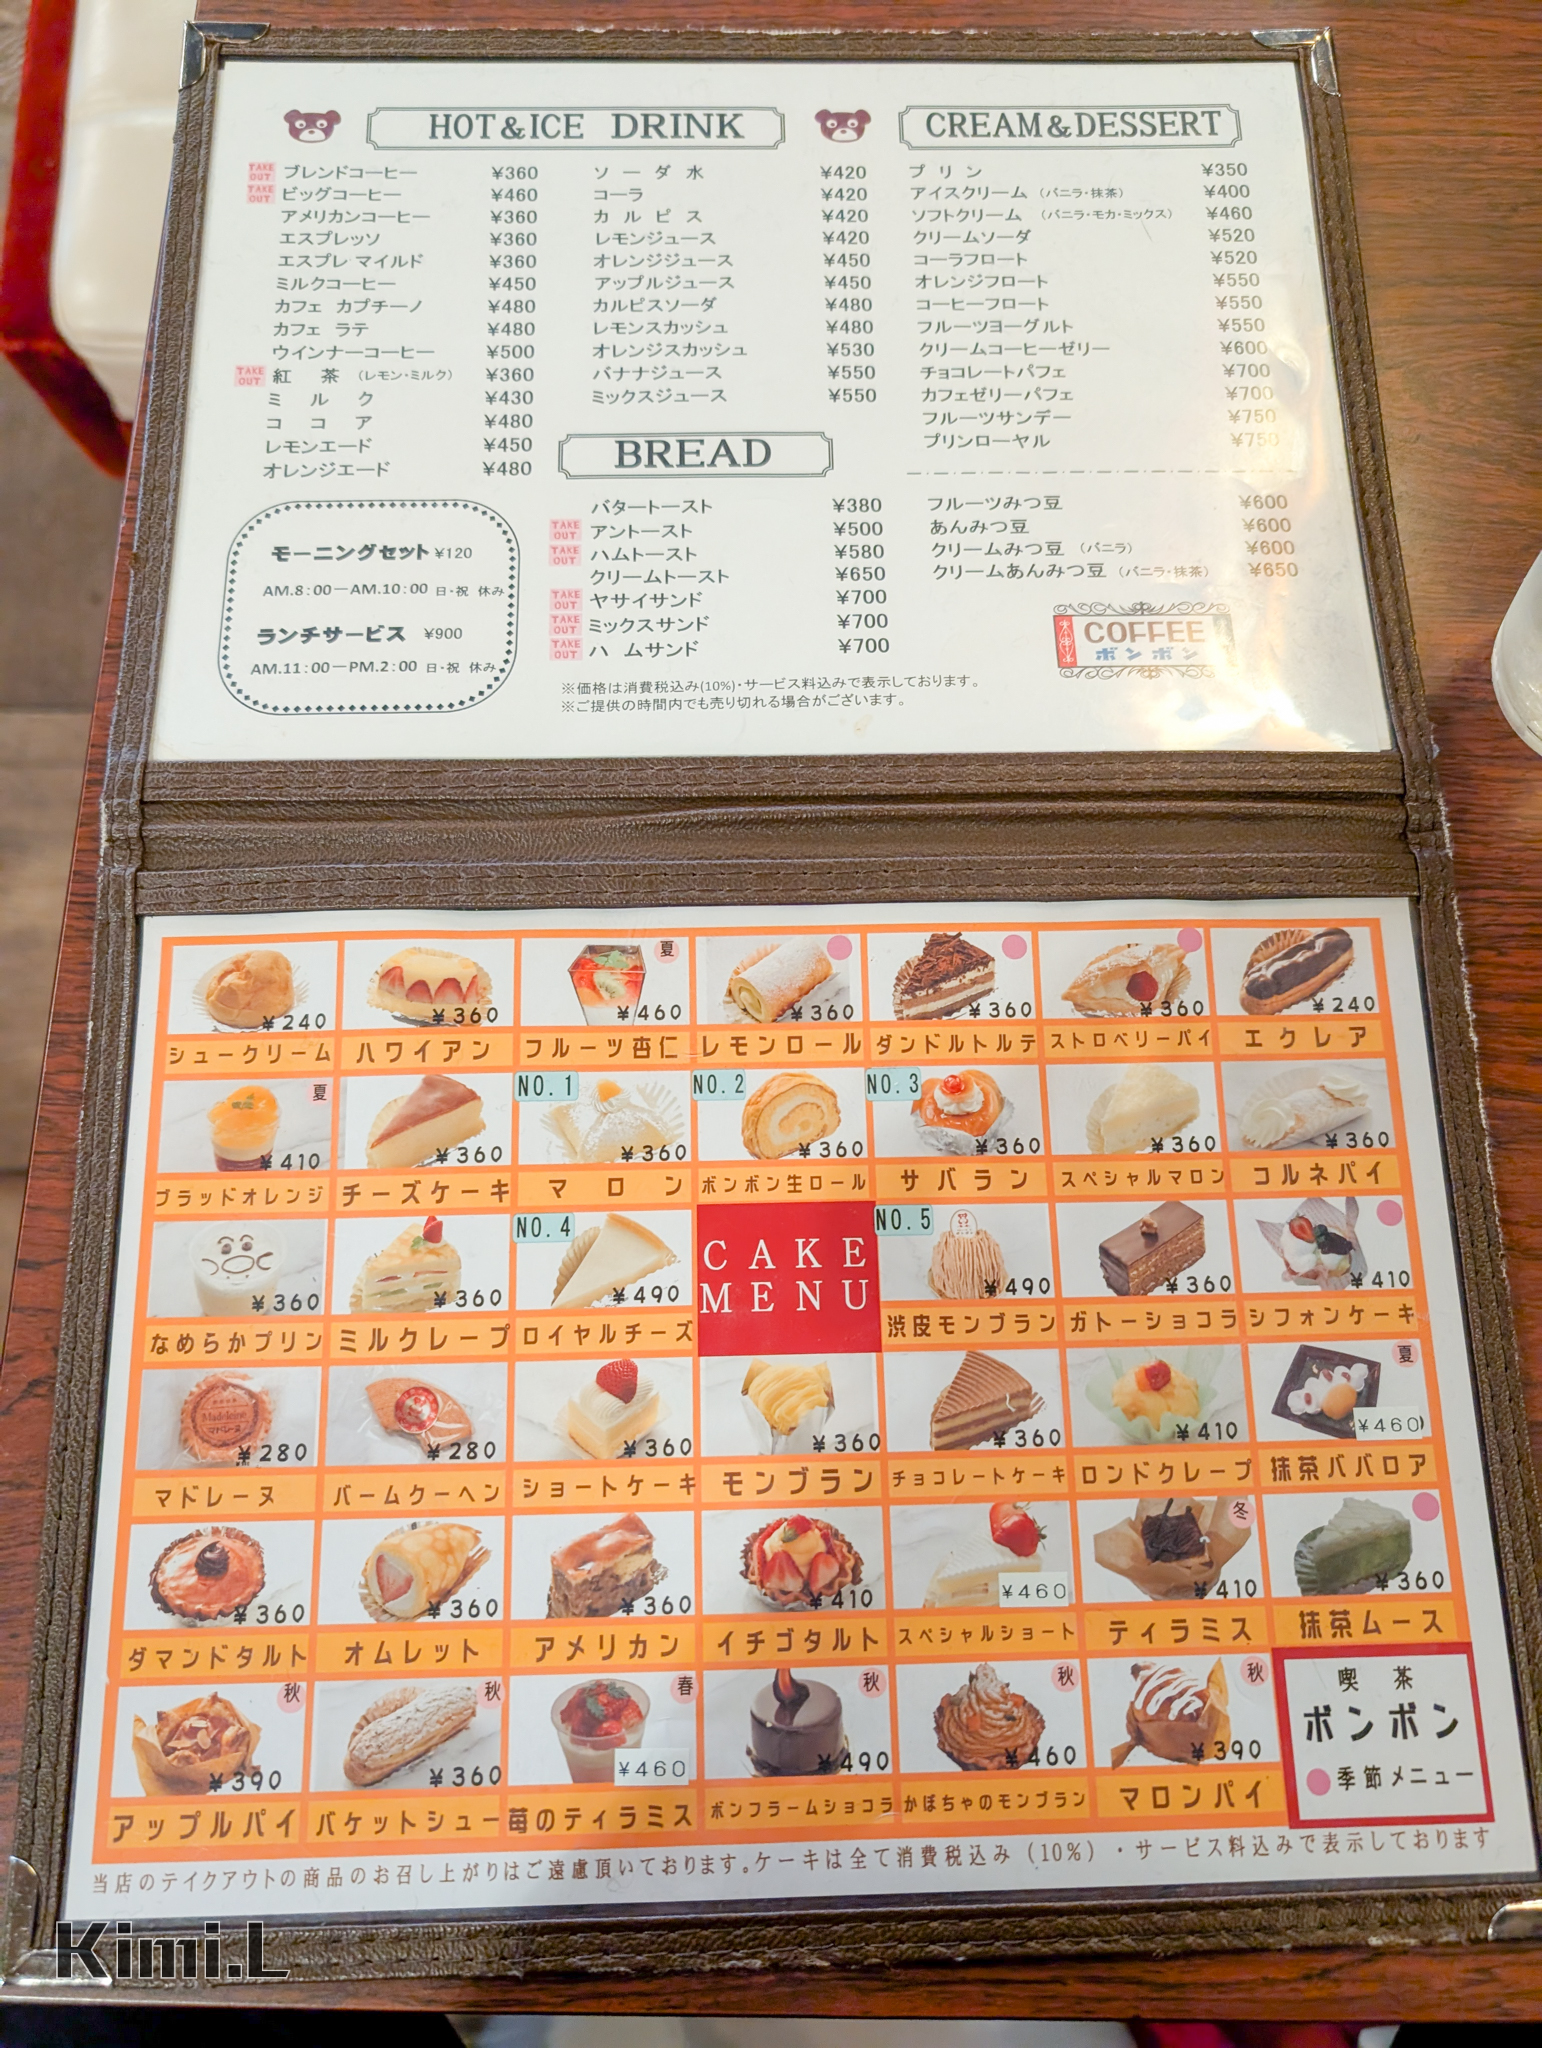 HOT&ICE DRINK
TAKE OUT ブレンドコーヒー ¥360
TAKE OUT ビッグコーヒー ¥460
アメリカンコーヒー ¥360
エスプレッソ ¥360
エスプレ マイルド ¥360
ミルクコーヒー ¥450
カフェ カプチーノ ¥480
カフェ ラテ ¥480
ウインナーコーヒー ¥500
TAKE OUT 紅 茶 (レモン・ミルク) ¥360
ミ ル ク ¥430
コ コ ア ¥480
レモンエード ¥450
オレンジエード ¥480
ソ ー ダ 水 ¥420
コーラ ¥420
カ ル ピ ス ¥420
レモンジュース ¥420
オレンジジュース ¥450
アップルジュース ¥450
カルピスソーダ ¥480
レモンスカッシュ ¥480
オレンジスカッシュ ¥530
バナナジュース ¥550
ミックスジュース ¥550
CREAM&DESSERT
プ リ ン ¥350
アイスクリーム (バニラ・抹茶) ¥400
ソフトクリーム (バニラ・モカ・ミックス) ¥460
クリームソーダ ¥520
コーラフロート ¥520
オレンジフロート ¥550
コーヒーフロート ¥550
フルーツヨーグルト ¥550
クリームコーヒーゼリー ¥600
チョコレートパフェ ¥700
カフェゼリーパフェ ¥700
フルーツサンデー ¥750
プリンローヤル ¥750
フルーツみつ豆 ¥600
あんみつ豆 ¥600
クリームみつ豆 (バニラ) ¥600
クリームあんみつ豆 (バニラ・抹茶) ¥650
BREAD
バタートースト ¥380
TAKE OUT アントースト ¥500
TAKE OUT ハムトースト ¥580
クリームトースト ¥650
TAKE OUT ヤサイサンド ¥700
TAKE OUT ミックスサンド ¥700
TAKE OUT ハ ムサンド ¥700
モーニングセット ¥120
AM.8:00－AM.10:00 日・祝 休み
ランチサービス ¥900
AM.11:00－PM.2:00 日・祝 休み
※価格は消費税込み(10%)・サービス料込みで表示しております。
※ご提供の時間内でも売り切れる場合がございます。
COFFEE
ボンボン
¥240 ¥360 夏 ¥460 ¥360 ¥360 ¥360 ¥240
シュークリーム ハワイアン フルーツ杏仁 レモンロール ダンドルトルテ ストロベリーパイ エクレア
夏 ¥410 ¥360 NO.1 ¥360 NO.2 ¥360 NO.3 ¥360 ¥360 ¥360
ブラッドオレンジ チーズケーキ マ ロ ン ボンボン生ロール サバラン スペシャルマロン コルネパイ
¥360 ¥360 NO.4 ¥490 NO.5 ¥490 ¥360 ¥410
CAKE
MENU
なめらかプリン ミルクレープ ロイヤルチーズ 渋皮モンブラン ガトーショコラ シフォンケーキ
Madeleine
マドレーヌ
¥280 ¥280 ¥360 ¥360 ¥360 ¥410 夏 ¥460
マドレーヌ バームクーヘン ショートケーキ モンブラン チョコレートケーキ ロンドクレープ 抹茶ババロア
¥360 ¥360 ¥360 ¥410 ¥460 冬 ¥410 ¥360
ダマンドタルト オムレット アメリカン イチゴタルト スペシャルショート ティラミス 抹茶ムース
秋 ¥390 秋 ¥360 春 ¥460 秋 ¥490 秋 ¥460 秋 ¥390
アップルパイ バケットシュー 苺のティラミス ボンフラームショコラ かぼちゃのモンブラン マロンパイ
喫 茶
ボンボン
季節メニュー
当店のテイクアウトの商品のお召し上がりはご遠慮頂いております。ケーキは全て消費税込み (10%) ・サービス料込みで表示しております
Kimi.L